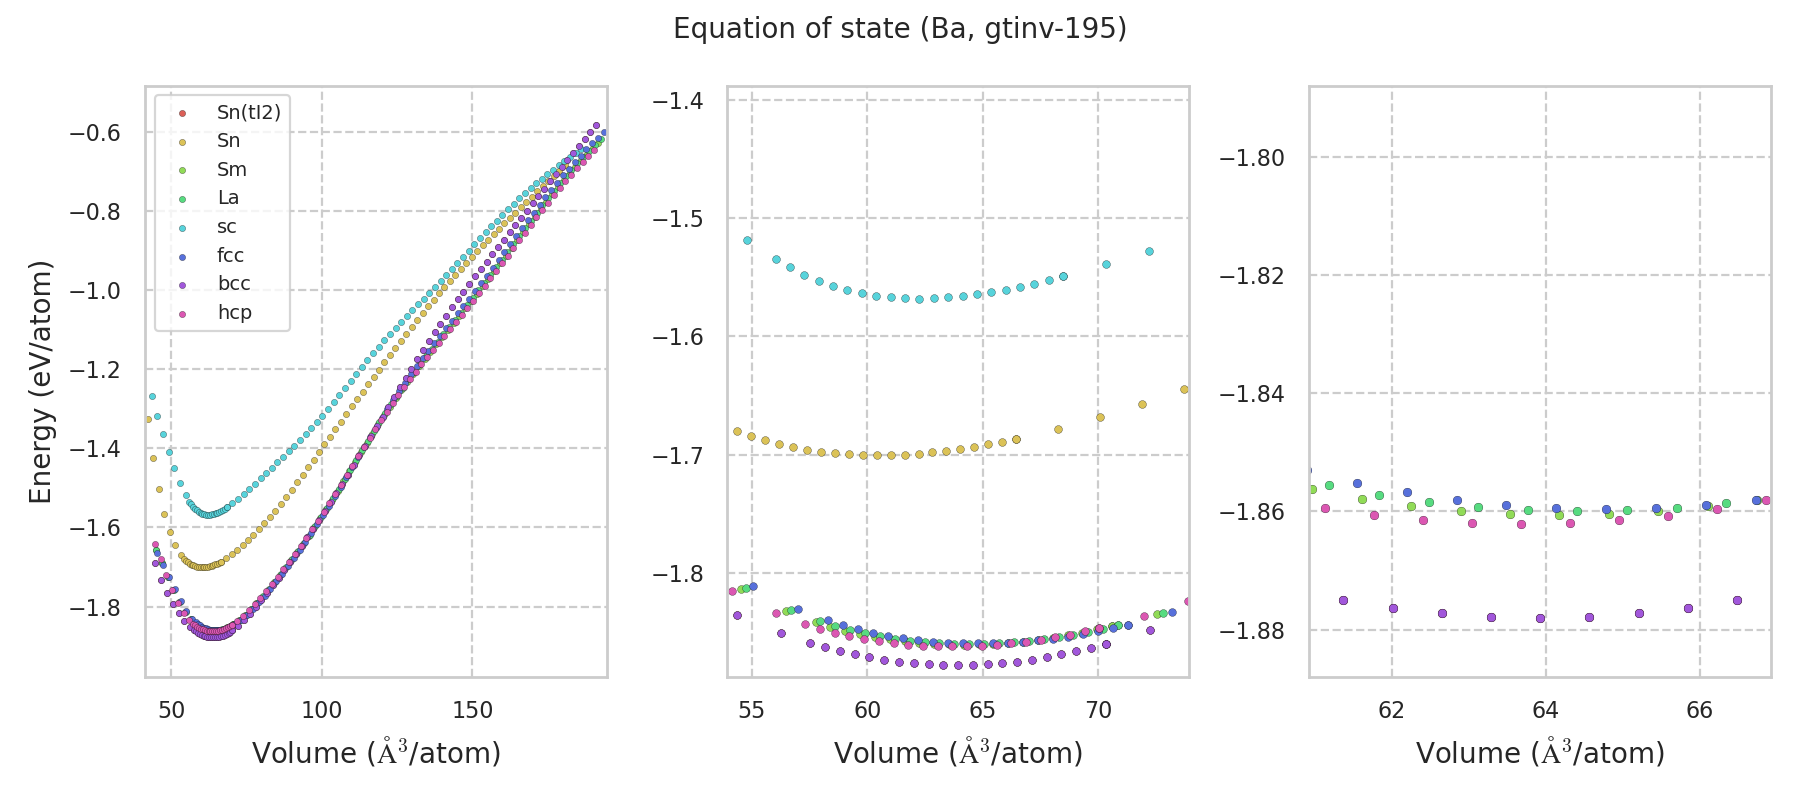 Equation of state (Ba, gtinv-195)
Energy (eV/atom)
−0.6
−0.8
−1.0
−1.2
−1.4
−1.6
−1.8
Sn(tI2)
Sn
Sm
La
sc
fcc
bcc
hcp
50 100 150
Volume (Å³/atom)
−1.4
−1.5
−1.6
−1.7
−1.8
55 60 65 70
Volume (Å³/atom)
−1.80
−1.82
−1.84
−1.86
−1.88
62 64 66
Volume (Å³/atom)